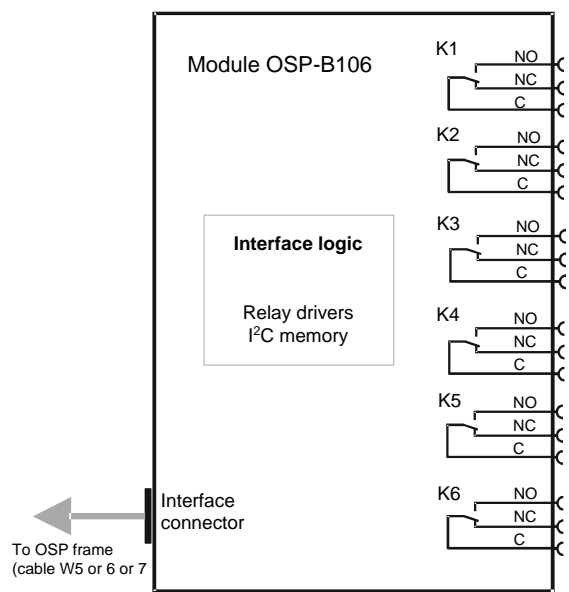 Module OSP-B106
K1
NO
NC
C
K2
NO
NC
C
K3
NO
NC
C
K4
NO
NC
C
K5
NO
NC
C
K6
NO
NC
C
Interface logic
Relay drivers
I²C memory
Interface
connector
To OSP frame
(cable W5 or 6 or 7